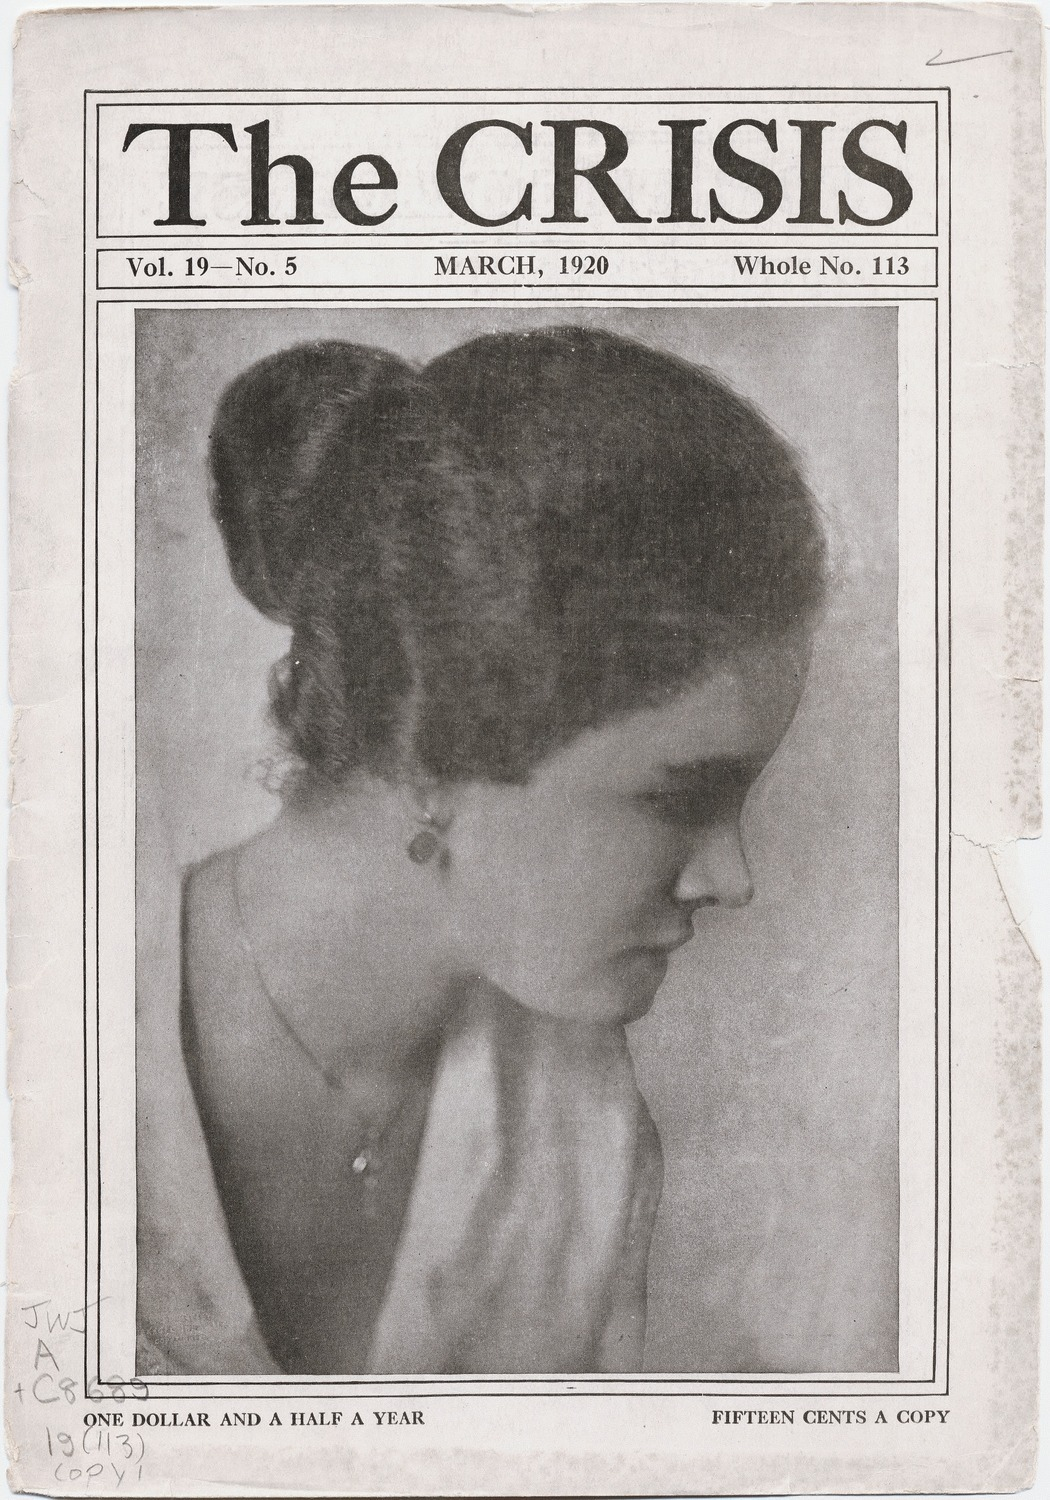 The CRISIS
Vol. 19—No. 5 MARCH, 1920 Whole No. 113
JWJ
A
+C8689
ONE DOLLAR AND A HALF A YEAR FIFTEEN CENTS A COPY
19(113)
copy 1